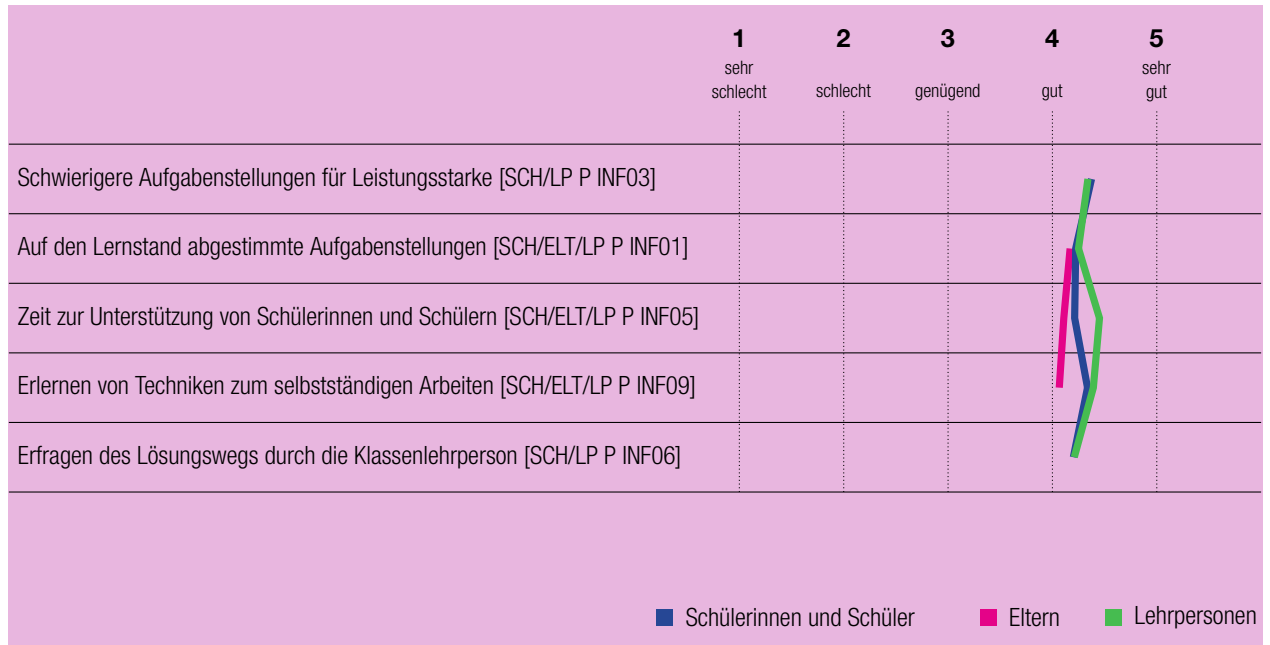 1 2 3 4 5
sehr sehr
schlecht schlecht genügend gut gut
Schwierigere Aufgabenstellungen für Leistungsstarke [SCH/LP P INF03]
Auf den Lernstand abgestimmte Aufgabenstellungen [SCH/ELT/LP P INF01]
Zeit zur Unterstützung von Schülerinnen und Schülern [SCH/ELT/LP P INF05]
Erlernen von Techniken zum selbstständigen Arbeiten [SCH/ELT/LP P INF09]
Erfragen des Lösungswegs durch die Klassenlehrperson [SCH/LP P INF06]
Schülerinnen und Schüler Eltern Lehrpersonen